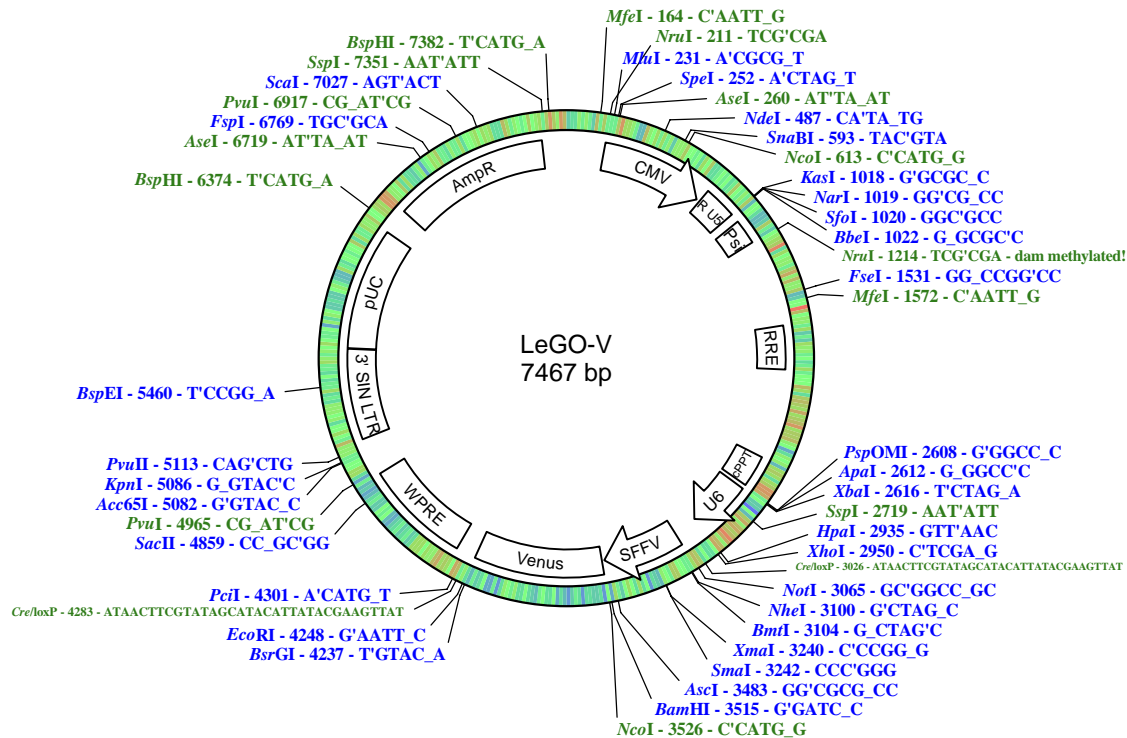 MfeI - 164 - C'AATT_G
NruI - 211 - TCG'CGA
MluI - 231 - A'CGCG_T
SpeI - 252 - A'CTAG_T
AseI - 260 - AT'TA_AT
NdeI - 487 - CA'TA_TG
SnaBI - 593 - TAC'GTA
NcoI - 613 - C'CATG_G
KasI - 1018 - G'GCGC_C
NarI - 1019 - GG'CG_CC
SfoI - 1020 - GGC'GCC
BbeI - 1022 - G_GCGC'C
NruI - 1214 - TCG'CGA - dam methylated!
FseI - 1531 - GG_CCGG'CC
MfeI - 1572 - C'AATT_G
PspOMI - 2608 - G'GGCC_C
ApaI - 2612 - G_GGCC'C
XbaI - 2616 - T'CTAG_A
SspI - 2719 - AAT'ATT
HpaI - 2935 - GTT'AAC
XhoI - 2950 - C'TCGA_G
Cre/loxP - 3026 - ATAACTTCGTATAGCATACATTATACGAAGTTAT
NotI - 3065 - GC'GGCC_GC
NheI - 3100 - G'CTAG_C
BmtI - 3104 - G_CTAG'C
XmaI - 3240 - C'CCGG_G
SmaI - 3242 - CCC'GGG
AscI - 3483 - GG'CGCG_CC
BamHI - 3515 - G'GATC_C
NcoI - 3526 - C'CATG_G
BsrGI - 4237 - T'GTAC_A
EcoRI - 4248 - G'AATT_C
Cre/loxP - 4283 - ATAACTTCGTATAGCATACATTATACGAAGTTAT
PciI - 4301 - A'CATG_T
SacII - 4859 - CC_GC'GG
PvuI - 4965 - CG_AT'CG
Acc65I - 5082 - G'GTAC_C
KpnI - 5086 - G_GTAC'C
PvuII - 5113 - CAG'CTG
BspEI - 5460 - T'CCGG_A
BspHI - 6374 - T'CATG_A
AseI - 6719 - AT'TA_AT
FspI - 6769 - TGC'GCA
PvuI - 6917 - CG_AT'CG
ScaI - 7027 - AGT'ACT
SspI - 7351 - AAT'ATT
BspHI - 7382 - T'CATG_A
CMV
R U5
Psi
RRE
cPPT
U6
SFFV
Venus
WPRE
3' SIN LTR
pUC
AmpR
LeGO-V
7467 bp